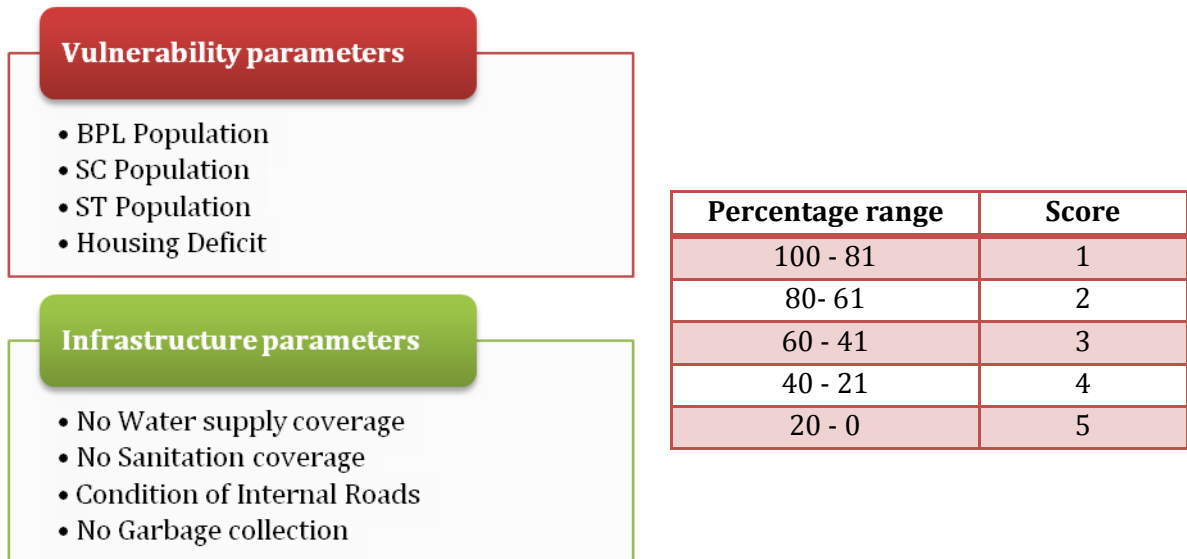 Vulnerability parameters
• BPL Population
• SC Population
• ST Population
• Housing Deficit
Infrastructure parameters
• No Water supply coverage
• No Sanitation coverage
• Condition of Internal Roads
• No Garbage collection
Percentage range Score
100 - 81 1
80- 61 2
60 - 41 3
40 - 21 4
20 - 0 5